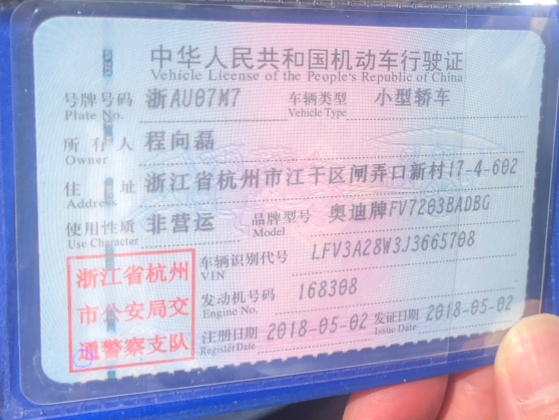 中华人民共和国机动车行驶证
Vehicle License of the People's Republic of China
号牌号码 浙AU07M7 车辆类型 小型轿车
Plate No. Vehicle Type
所有人 程向磊
Owner
住址 浙江省杭州市江干区闸弄口新村17-4-602
Address
使用性质 非营运 品牌型号 奥迪牌FV7203BADBG
Use Character Model
车辆识别代号 LFV3A28W3J3665708
VIN
发动机号码 168308
Engine No.
注册日期 2018-05-02 发证日期 2018-05-02
Register Date Issue Date
浙江省杭州
市公安局交
通警察支队